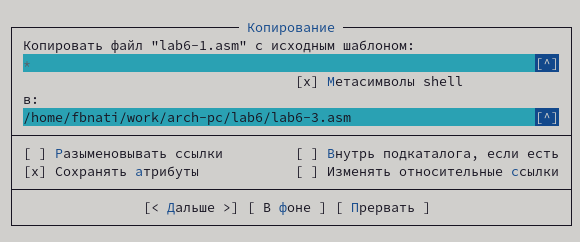 Копирование
Копировать файл "lab6-1.asm" с исходным шаблоном:
* [^]
[x] Метасимволы shell
в:
/home/fbnati/work/arch-pc/lab6/lab6-3.asm [^]
[ ] Разыменовывать ссылки [ ] Внутрь подкаталога, если есть
[x] Сохранять атрибуты [ ] Изменять относительные ссылки
[< Дальше >] [ В фоне ] [ Прервать ]